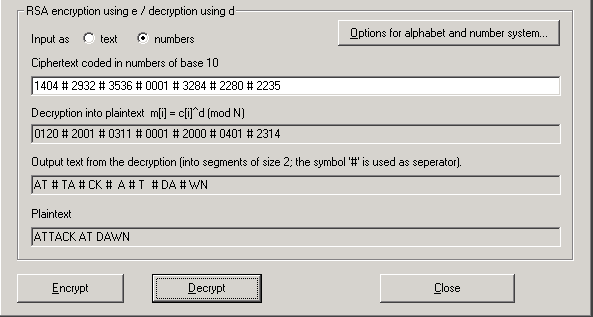 RSA encryption using e / decryption using d
Input as text numbers Options for alphabet and number system...
Ciphertext coded in numbers of base 10
1404 # 2932 # 3536 # 0001 # 3284 # 2280 # 2235
Decryption into plaintext m[i] = c[i]^d (mod N)
0120 # 2001 # 0311 # 0001 # 2000 # 0401 # 2314
Output text from the decryption (into segments of size 2; the symbol '#' is used as seperator).
AT # TA # CK # A # T # DA # WN
Plaintext
ATTACK AT DAWN
Encrypt Decrypt Close